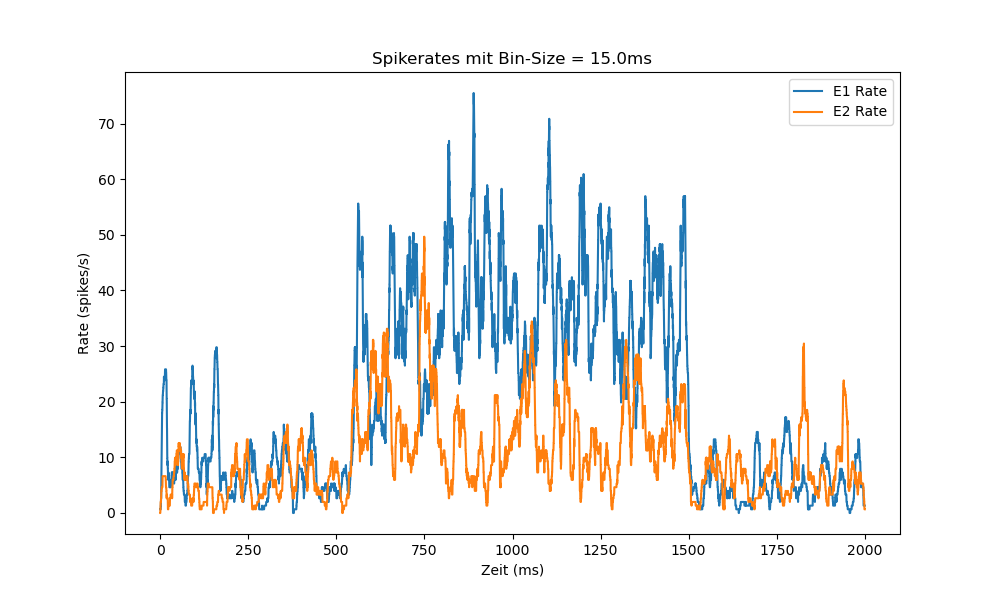 Spikerates mit Bin-Size = 15.0ms
E1 Rate
E2 Rate
Rate (spikes/s)
70
60
50
40
30
20
10
0
0 250 500 750 1000 1250 1500 1750 2000
Zeit (ms)